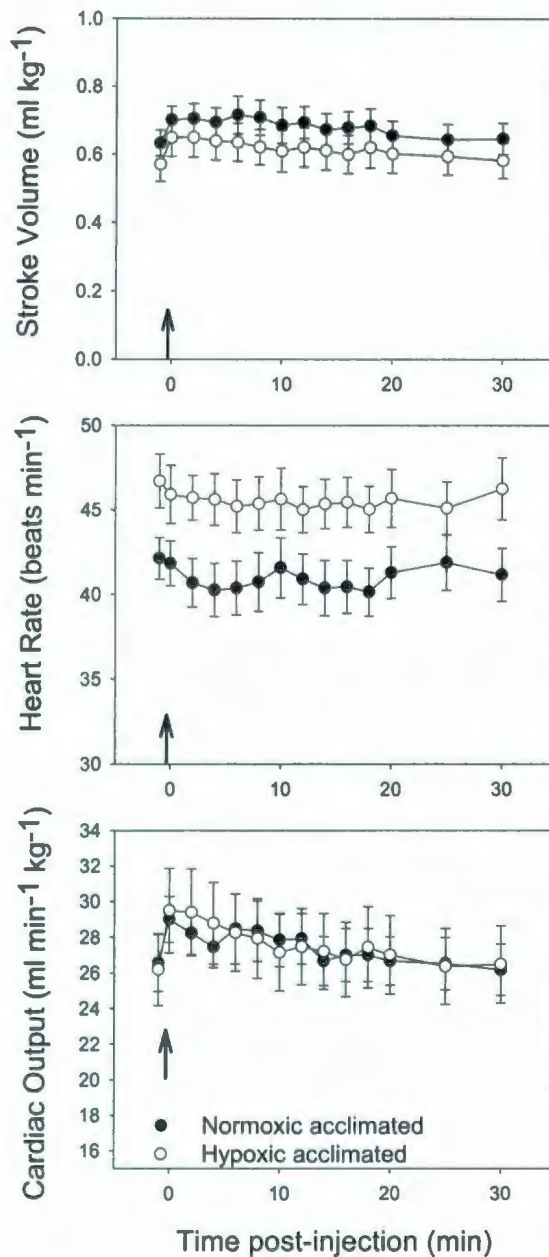 Stroke Volume (ml kg-1)
1.0
0.8
0.6
0.4
0.2
0.0
0 10 20 30
Heart Rate (beats min-1)
50
45
40
35
30
0 10 20 30
Cardiac Output (ml min-1 kg-1)
34
32
30
28
26
24
22
20
18
16
Normoxic acclimated
Hypoxic acclimated
0 10 20 30
Time post-injection (min)